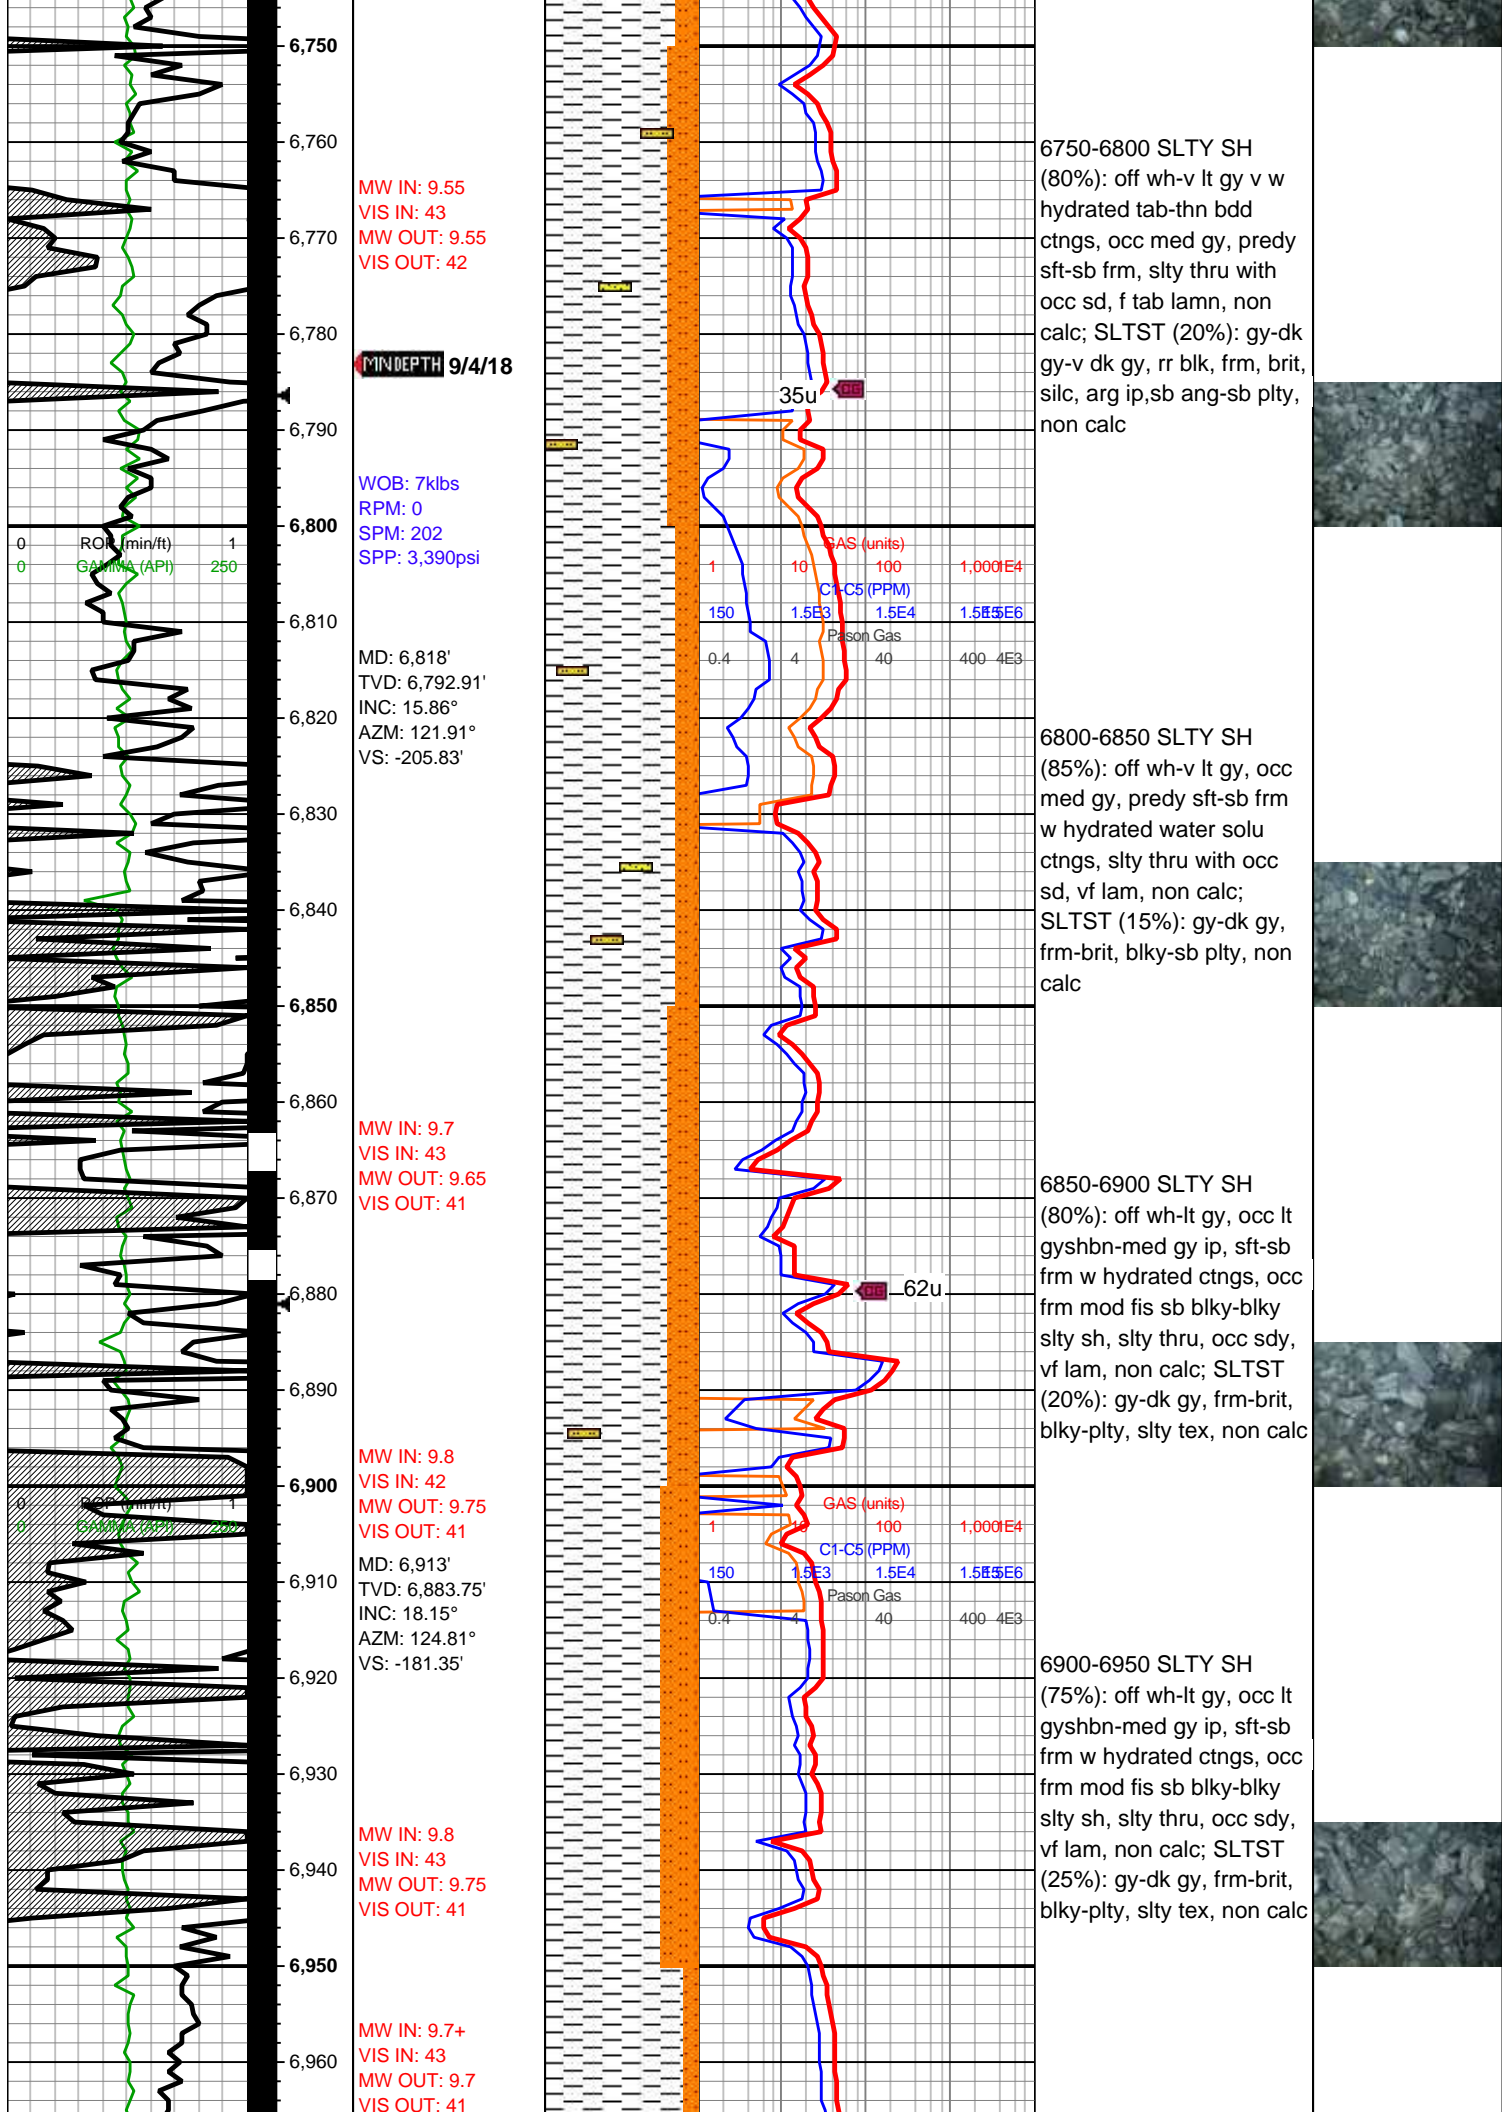 6,750
6,760
6,770
6,780
6,790
6,800
6,810
6,820
6,830
6,840
6,850
6,860
6,870
6,880
6,890
6,900
6,910
6,920
6,930
6,940
6,950
6,960
0 ROP (min/ft) 1
0 GAMMA (API) 250
0 ROP (min/ft) 1
0 GAMMA (API) 250
MW IN: 9.55
VIS IN: 43
MW OUT: 9.55
VIS OUT: 42
MNDEPTH 9/4/18
WOB: 7klbs
RPM: 0
SPM: 202
SPP: 3,390psi
MD: 6,818'
TVD: 6,792.91'
INC: 15.86°
AZM: 121.91°
VS: -205.83'
MW IN: 9.7
VIS IN: 43
MW OUT: 9.65
VIS OUT: 41
MW IN: 9.8
VIS IN: 42
MW OUT: 9.75
VIS OUT: 41
MD: 6,913'
TVD: 6,883.75'
INC: 18.15°
AZM: 124.81°
VS: -181.35'
MW IN: 9.8
VIS IN: 43
MW OUT: 9.75
VIS OUT: 41
MW IN: 9.7+
VIS IN: 43
MW OUT: 9.7
VIS OUT: 41
35u
GAS (units)
1 10 100 1,000 1E4
C1-C5 (PPM)
150 1.5E3 1.5E4 1.5E5 1.5E6
Pason Gas
0.4 4 40 400 4E3
62u
GAS (units)
1 10 100 1,000 1E4
C1-C5 (PPM)
150 1.5E3 1.5E4 1.5E5 1.5E6
Pason Gas
0.4 4 40 400 4E3
6750-6800 SLTY SH
(80%): off wh-v lt gy v w
hydrated tab-thn bdd
ctngs, occ med gy, predy
sft-sb frm, slty thru with
occ sd, f tab lamn, non
calc; SLTST (20%): gy-dk
gy-v dk gy, rr blk, frm, brit,
silc, arg ip,sb ang-sb plty,
non calc
6800-6850 SLTY SH
(85%): off wh-v lt gy, occ
med gy, predy sft-sb frm
w hydrated water solu
ctngs, slty thru with occ
sd, vf lam, non calc;
SLTST (15%): gy-dk gy,
frm-brit, blky-sb plty, non
calc
6850-6900 SLTY SH
(80%): off wh-lt gy, occ lt
gyshbn-med gy ip, sft-sb
frm w hydrated ctngs, occ
frm mod fis sb blky-blky
slty sh, slty thru, occ sdy,
vf lam, non calc; SLTST
(20%): gy-dk gy, frm-brit,
blky-plty, slty tex, non calc
6900-6950 SLTY SH
(75%): off wh-lt gy, occ lt
gyshbn-med gy ip, sft-sb
frm w hydrated ctngs, occ
frm mod fis sb blky-blky
slty sh, slty thru, occ sdy,
vf lam, non calc; SLTST
(25%): gy-dk gy, frm-brit,
blky-plty, slty tex, non calc